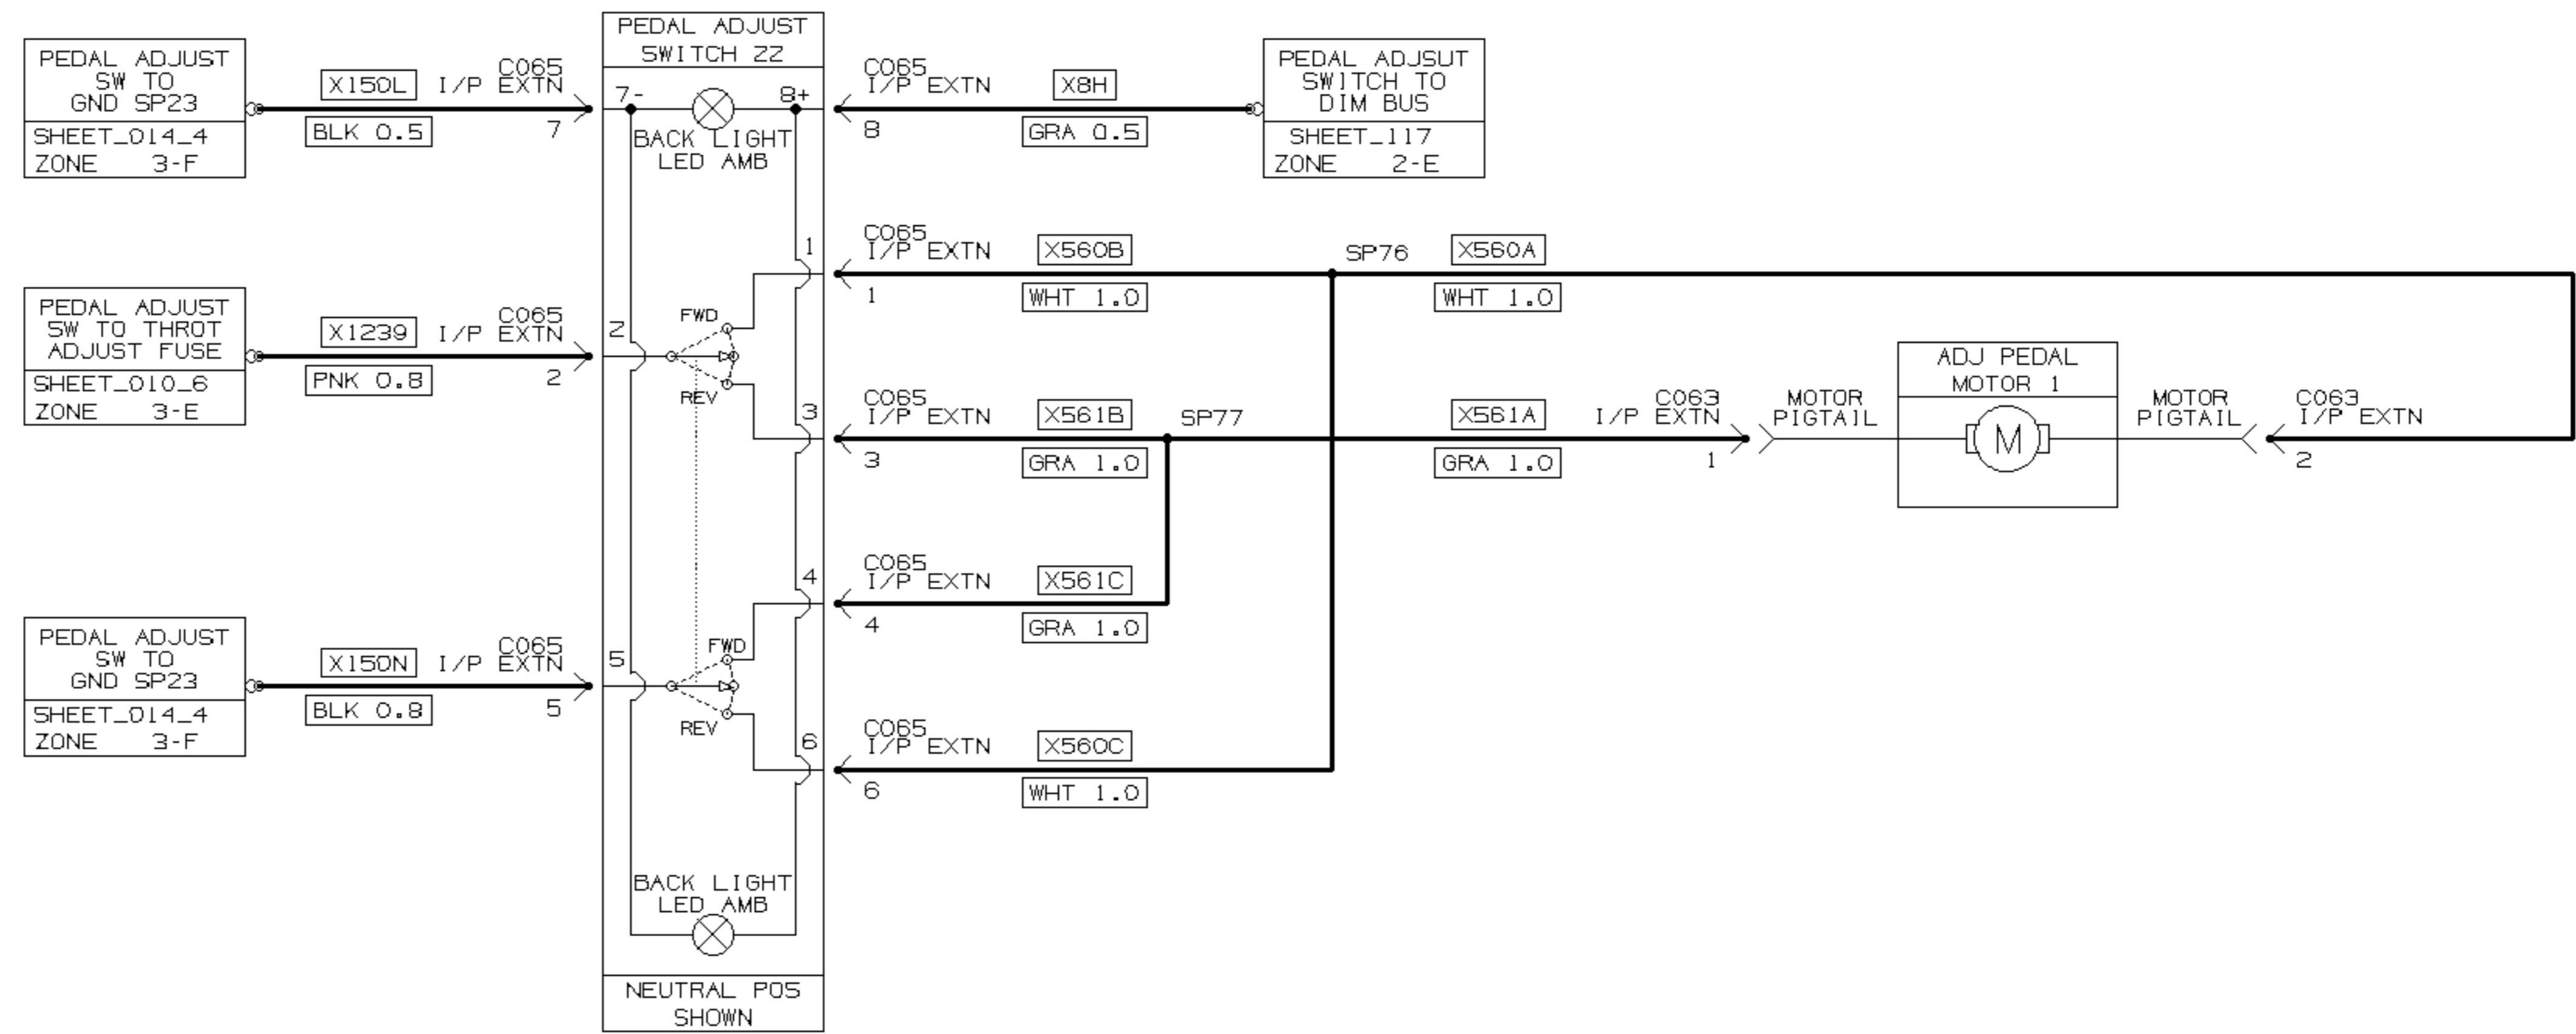 PEDAL ADJUST
SW TO
GND SP23
SHEET_014_4
ZONE 3-F
X150L
BLK 0.5
C065
I/P EXTN
7
PEDAL ADJUST
SWITCH 22
7-
8+
BACK LIGHT
LED AMB
C065
I/P EXTN
8
X8H
GRA 0.5
PEDAL ADJSUT
SWITCH TO
DIM BUS
SHEET_117
ZONE 2-E
PEDAL ADJUST
SW TO THROT
ADJUST FUSE
SHEET_010_6
ZONE 3-E
X1239
PNK 0.8
C065
I/P EXTN
2
2
FWD
REV
1
C065
I/P EXTN
1
X560B
WHT 1.0
SP76
X560A
WHT 1.0
3
C065
I/P EXTN
3
X561B
GRA 1.0
SP77
X561A
GRA 1.0
C063
I/P EXTN
1
MOTOR
PIGTAIL
ADJ PEDAL
MOTOR 1
M
MOTOR
PIGTAIL
C063
I/P EXTN
2
PEDAL ADJUST
SW TO
GND SP23
SHEET_014_4
ZONE 3-F
X150N
BLK 0.8
C065
I/P EXTN
5
5
FWD
REV
4
C065
I/P EXTN
4
X561C
GRA 1.0
6
C065
I/P EXTN
6
X560C
WHT 1.0
BACK LIGHT
LED AMB
NEUTRAL POS
SHOWN